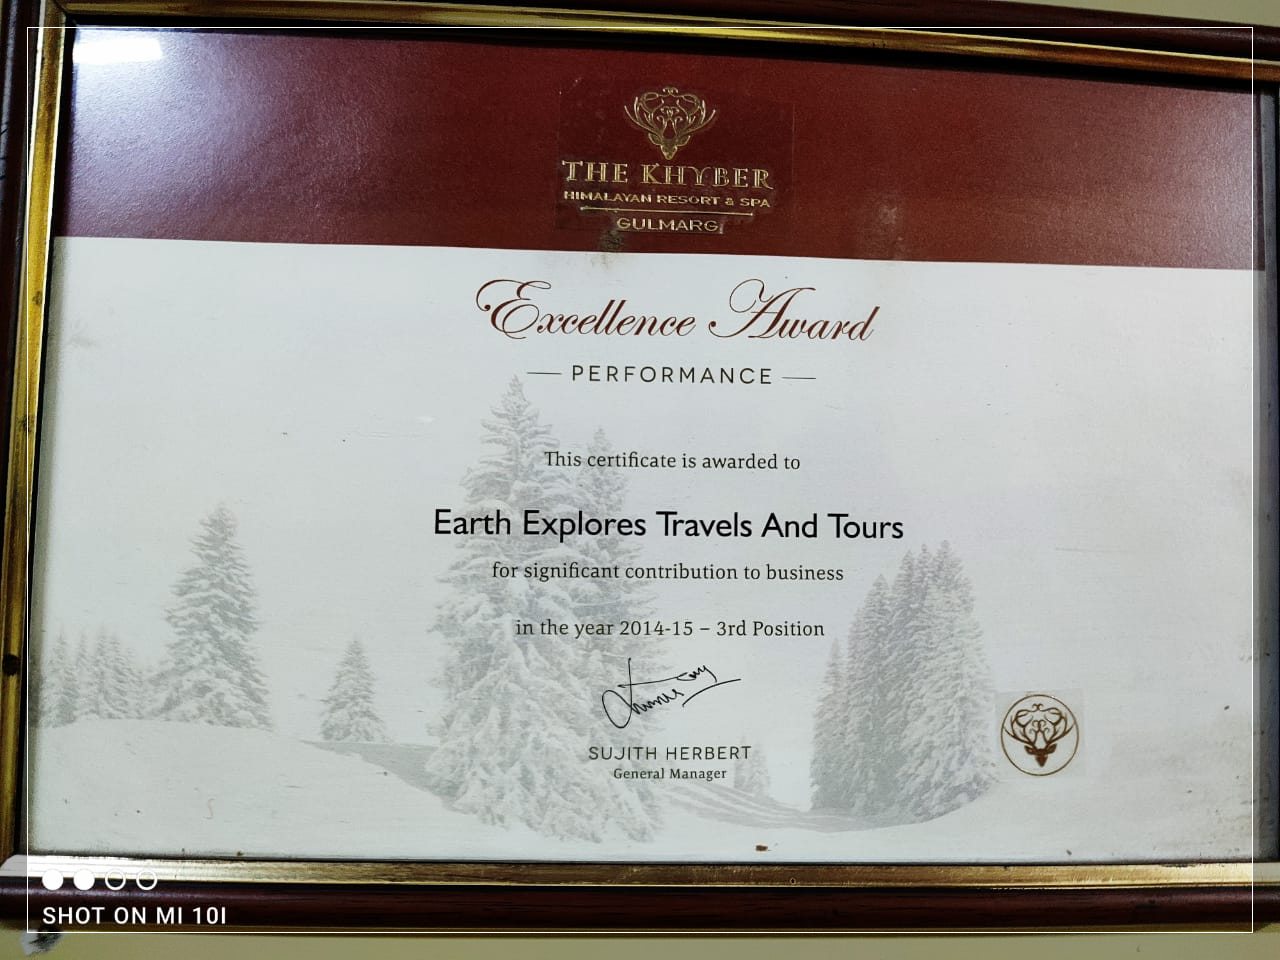 THE KHYBER
HIMALAYAN RESORT & SPA
GULMARG
Excellence Award
PERFORMANCE
This certificate is awarded to
Earth Explores Travels And Tours
for significant contribution to business
in the year 2014-15 – 3rd Position
SUJITH HERBERT
General Manager
SHOT ON MI 10I